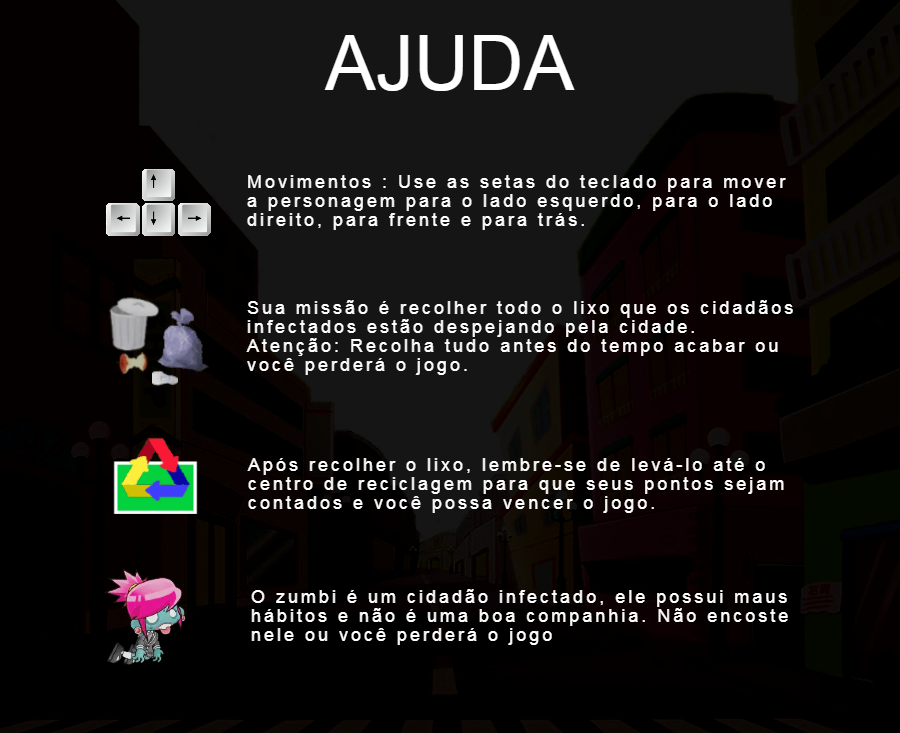 AJUDA
Movimentos : Use as setas do teclado para mover
a personagem para o lado esquerdo, para o lado
direito, para frente e para trás.
Sua missão é recolher todo o lixo que os cidadãos
infectados estão despejando pela cidade.
Atenção: Recolha tudo antes do tempo acabar ou
você perderá o jogo.
Após recolher o lixo, lembre-se de levá-lo até o
centro de reciclagem para que seus pontos sejam
contados e você possa vencer o jogo.
O zumbi é um cidadão infectado, ele possui maus
hábitos e não é uma boa companhia. Não encoste
nele ou você perderá o jogo